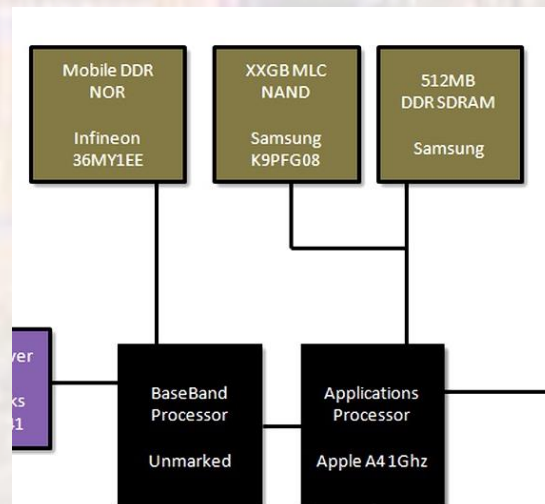 Mobile DDR
NOR
Infineon
36MY1EE
XXGB MLC
NAND
Samsung
K9PFG08
512MB
DDR SDRAM
Samsung
BaseBand
Processor
Unmarked
Applications
Processor
Apple A4 1Ghz